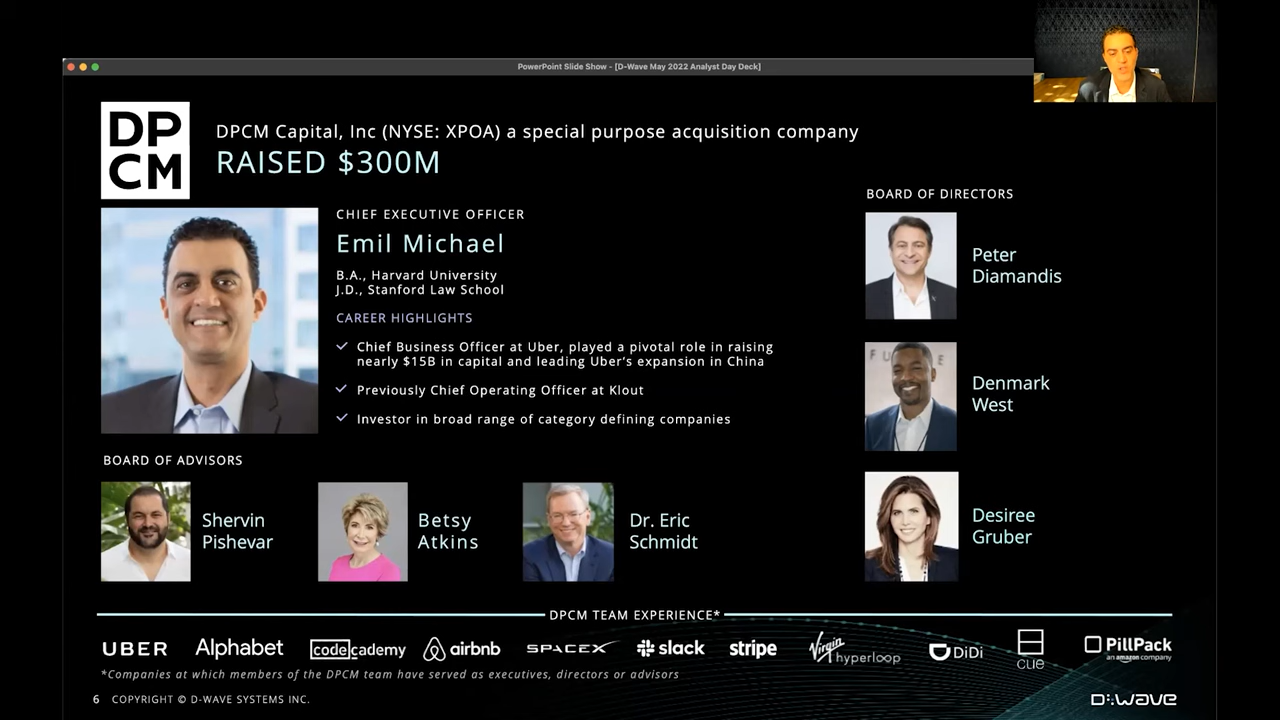 PowerPoint Slide Show - [D-Wave May 2022 Analyst Day Deck]
DP
CM
DPCM Capital, Inc (NYSE: XPOA) a special purpose acquisition company
RAISED $300M
CHIEF EXECUTIVE OFFICER
Emil Michael
B.A., Harvard University
J.D., Stanford Law School
CAREER HIGHLIGHTS
Chief Business Officer at Uber, played a pivotal role in raising
nearly $15B in capital and leading Uber's expansion in China
Previously Chief Operating Officer at Klout
Investor in broad range of category defining companies
BOARD OF DIRECTORS
Peter
Diamandis
Denmark
West
Desiree
Gruber
BOARD OF ADVISORS
Shervin
Pishevar
Betsy
Atkins
Dr. Eric
Schmidt
DPCM TEAM EXPERIENCE*
UBER Alphabet codecademy airbnb SPACEX slack stripe Virgin hyperloop DiDi cue PillPack
an amazon company
*Companies at which members of the DPCM team have served as executives, directors or advisors
6 COPYRIGHT © D-WAVE SYSTEMS INC.
D:wave